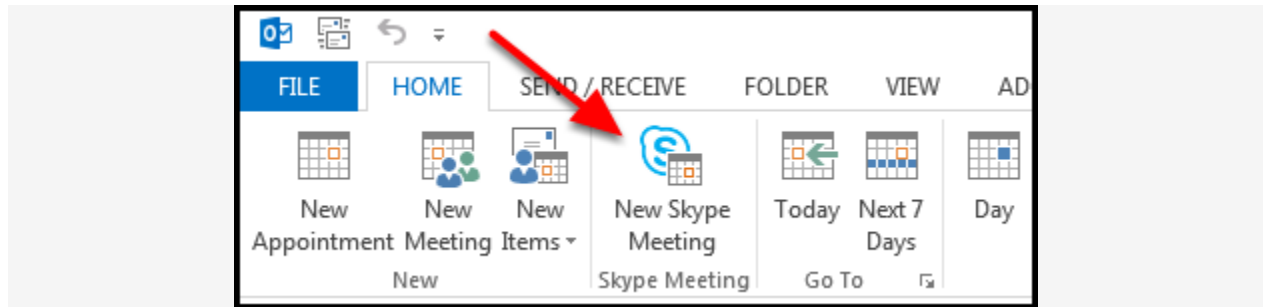 FILE HOME SEND / RECEIVE FOLDER VIEW AD
New New New New Skype Today Next 7 Day
Appointment Meeting Items Meeting Days
New Skype Meeting Go To